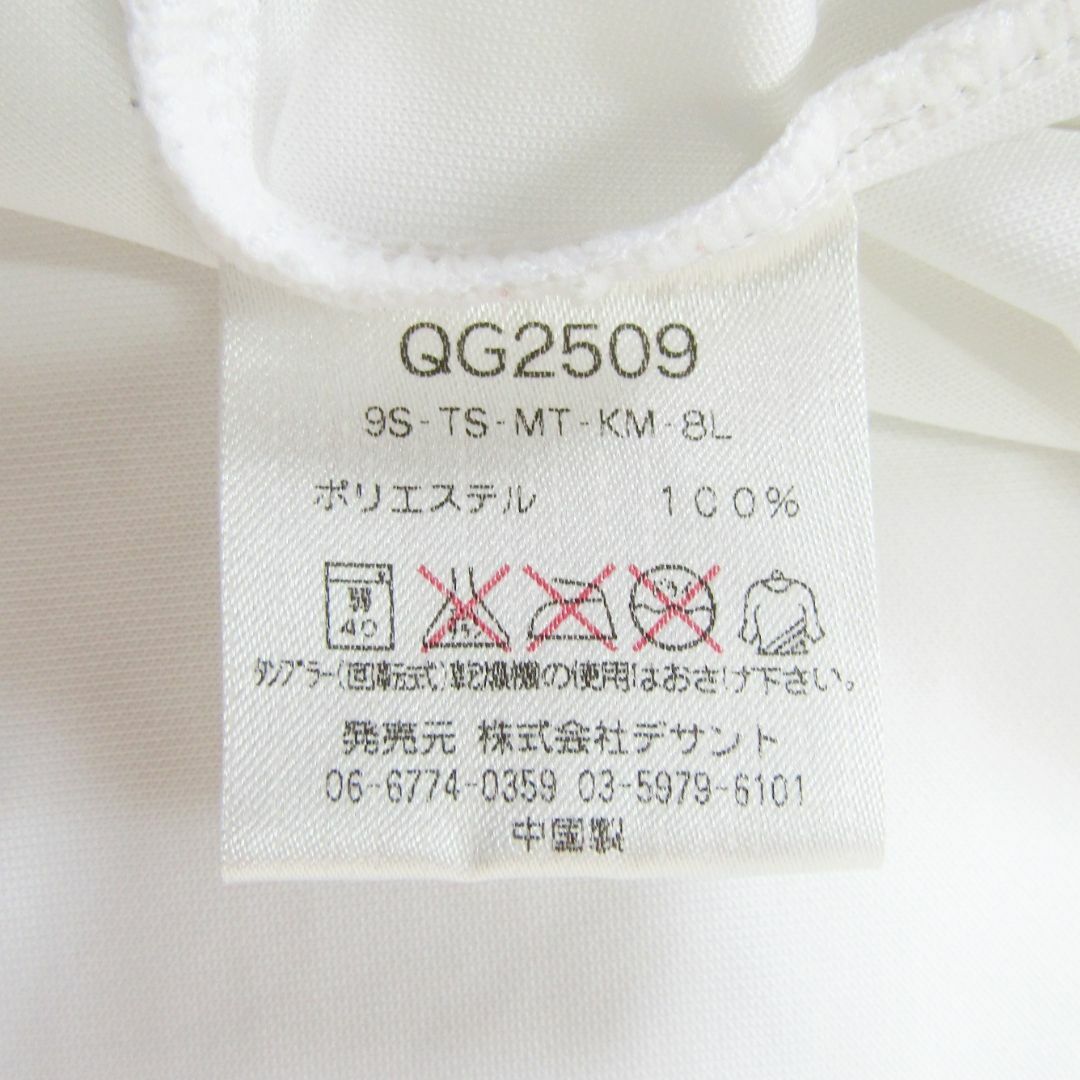 QG2509
9S-TS-MT-KM-8L
ポリエステル 100%
弱
40
タンブラー(回転式)乾燥機の使用はおさけ下さい。
発売元 株式会社デサント
06-6774-0359 03-5979-6101
中国製